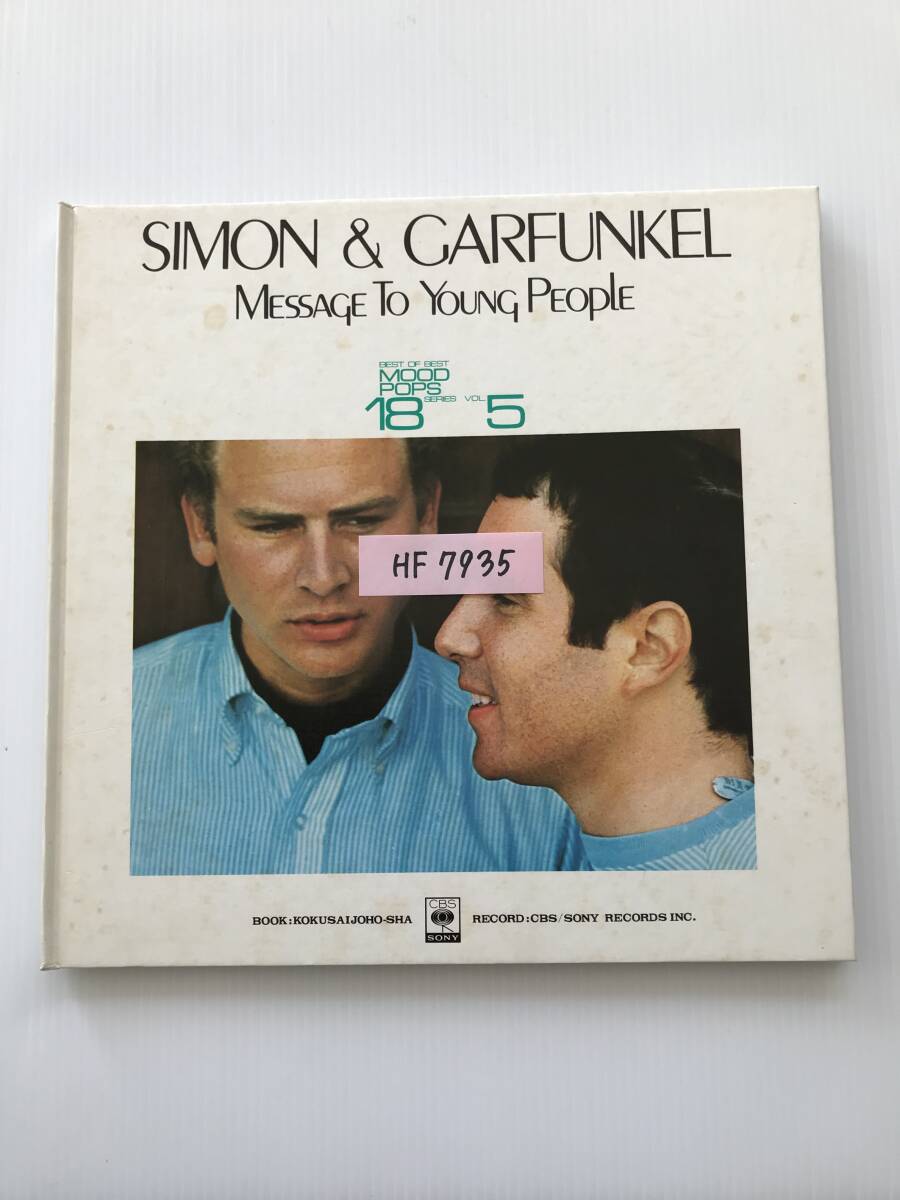 SIMON & GARFUNKEL
MESSAGE TO YOUNG PEOPLE
BEST OF BEST
MOOD
POPS
18 SERIES VOL. 5
HF 7935
BOOK:KOKUSAIJOHO-SHA
CBS
SONY
RECORD:CBS/SONY RECORDS INC.